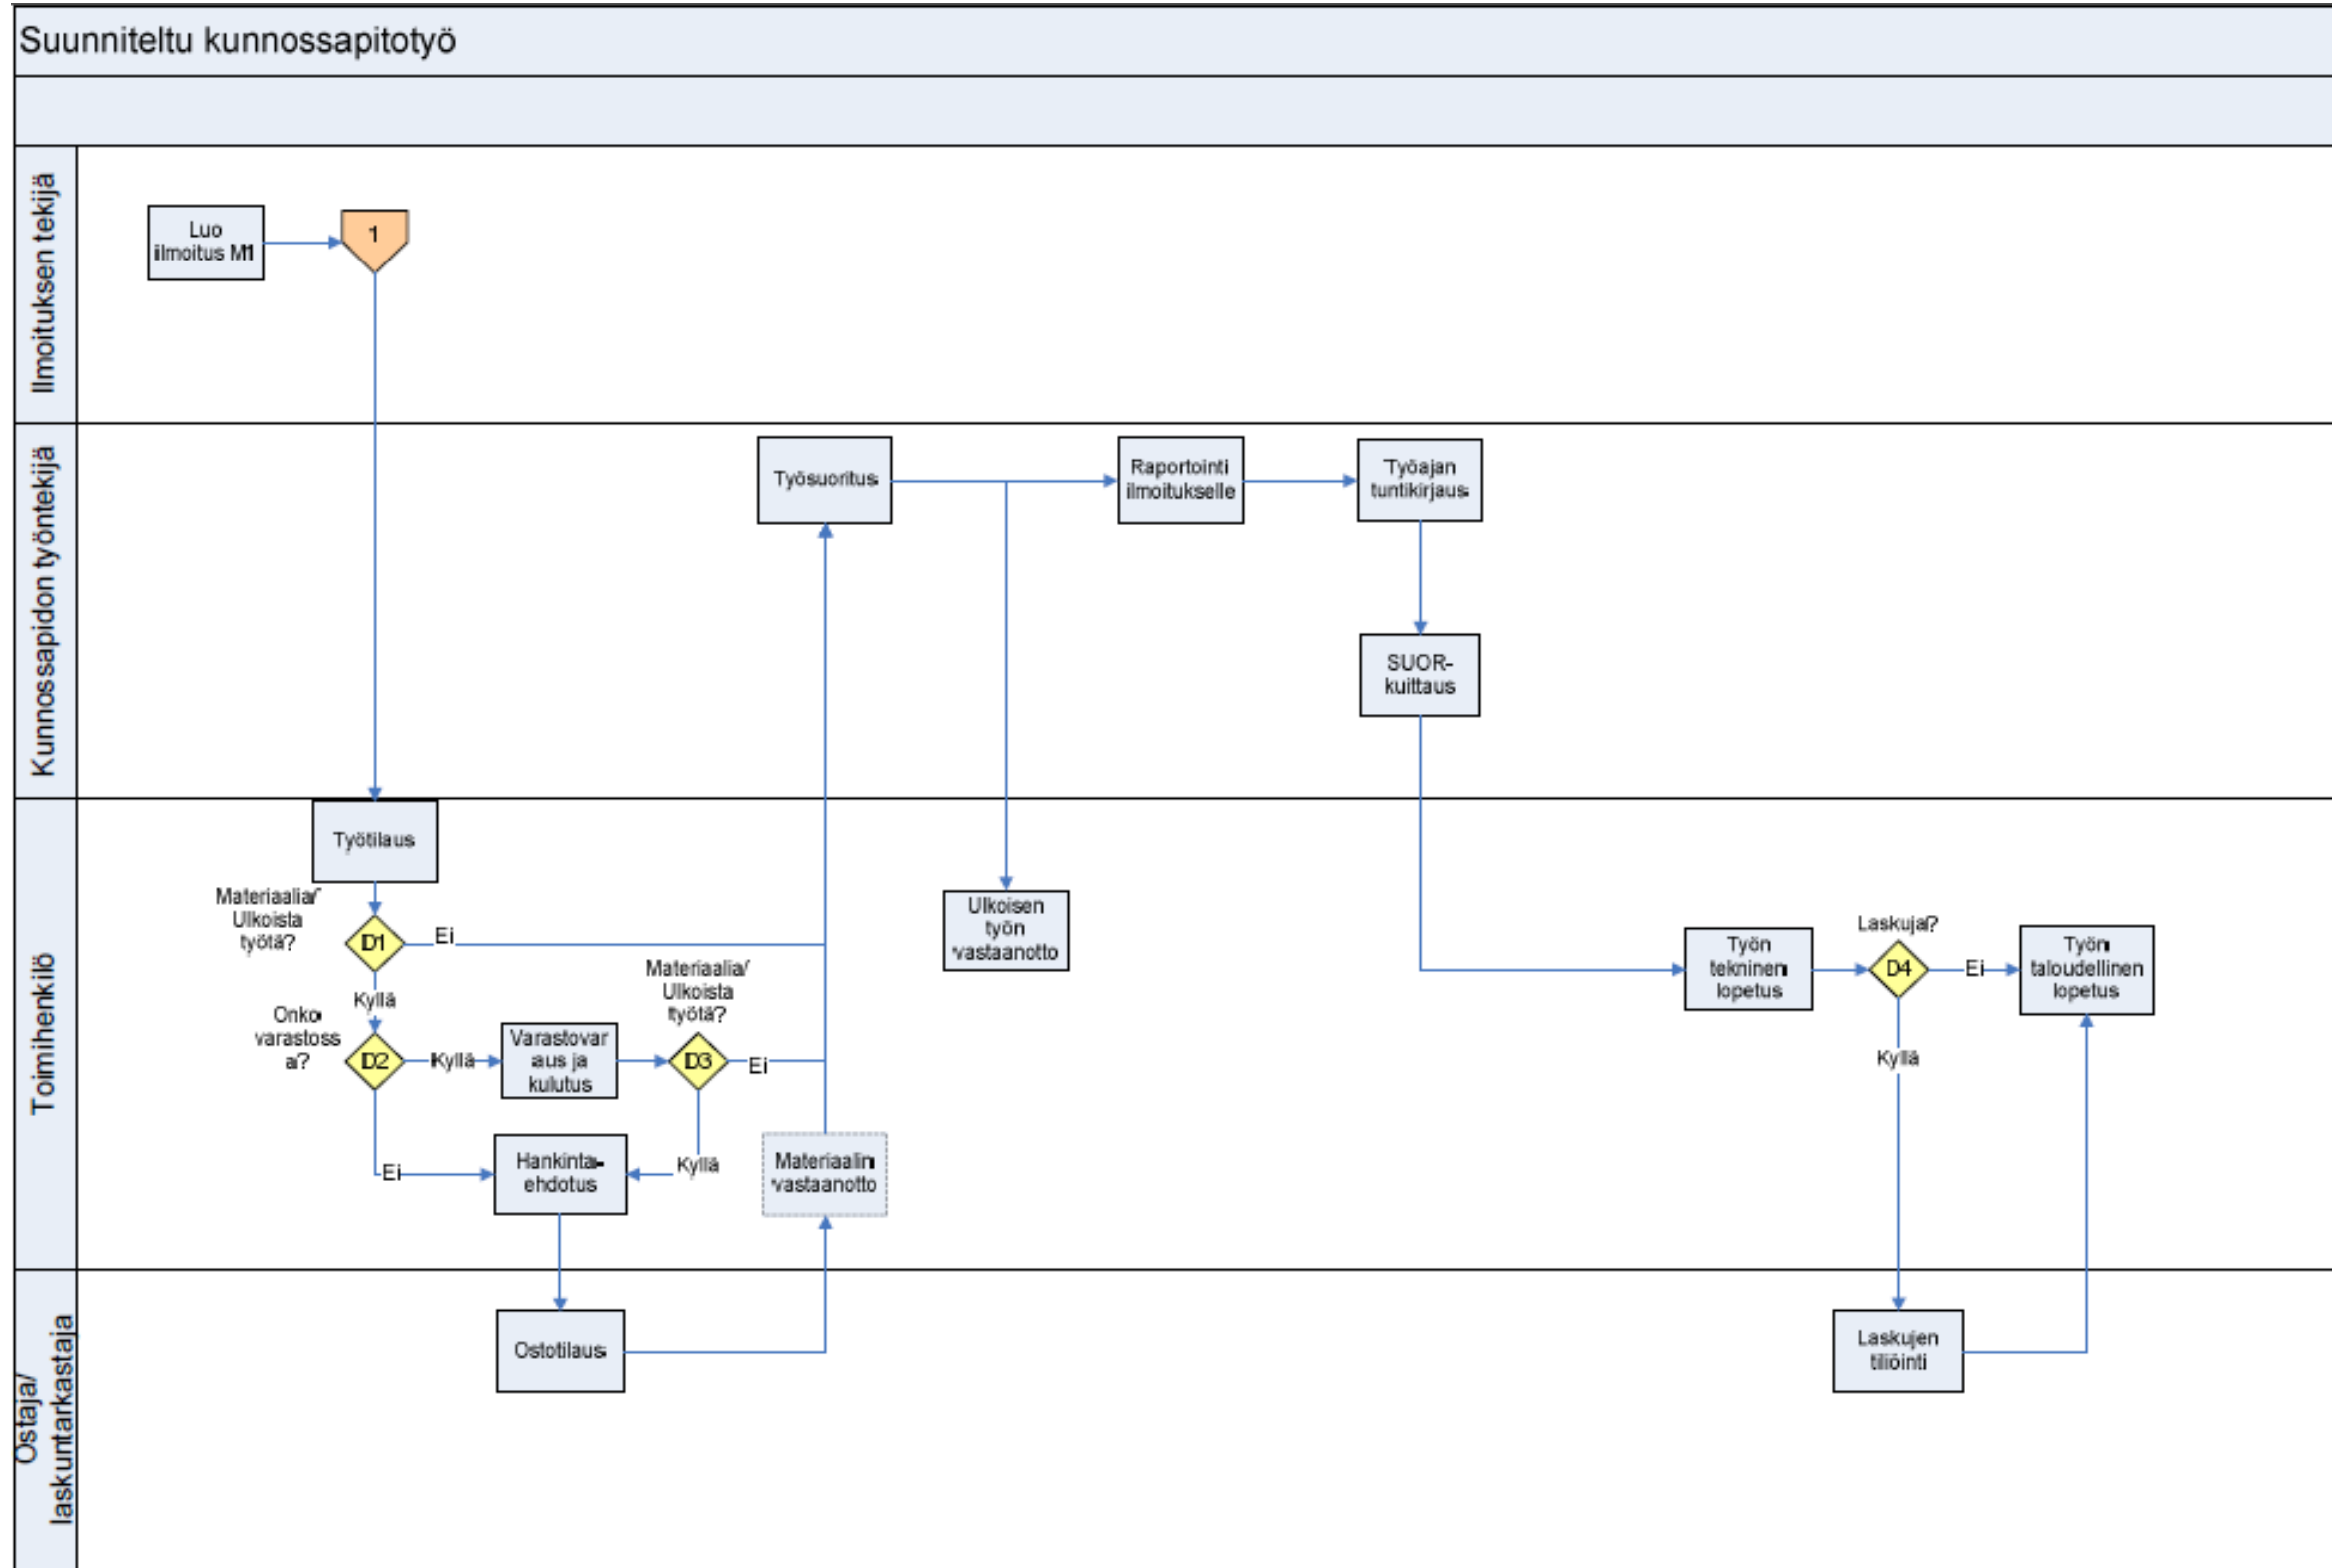 Suunniteltu kunnossapitotyö
Ilmoituksen tekijä
Luo
ilmoitus M1
1
Kunnossapidon työntekijä
Työsuoritus
Raportointi
ilmoitukselle
Työajan
tuntikirjaus
SUOR-
kuittaus
Toimihenkilö
Työtilaus
Materiaalia/
Ulkoista
työtä?
D1
Ei
Kyllä
Onko
varastoss
a?
D2
Kyllä
Varastovar
aus ja
kulutus
Materiaalia/
Ulkoista
työtä?
D3
Ei
Kyllä
Ei
Hankinta-
ehdotus
Materiaalin
vastaanotto
Ulkoisen
työn
vastaanotto
Työn
tekninen
lopetus
Laskuja?
D4
Ei
Kyllä
Työn
taloudellinen
lopetus
Ostaja/
laskuntarkastaja
Ostotilaus
Laskujen
tiliöinti